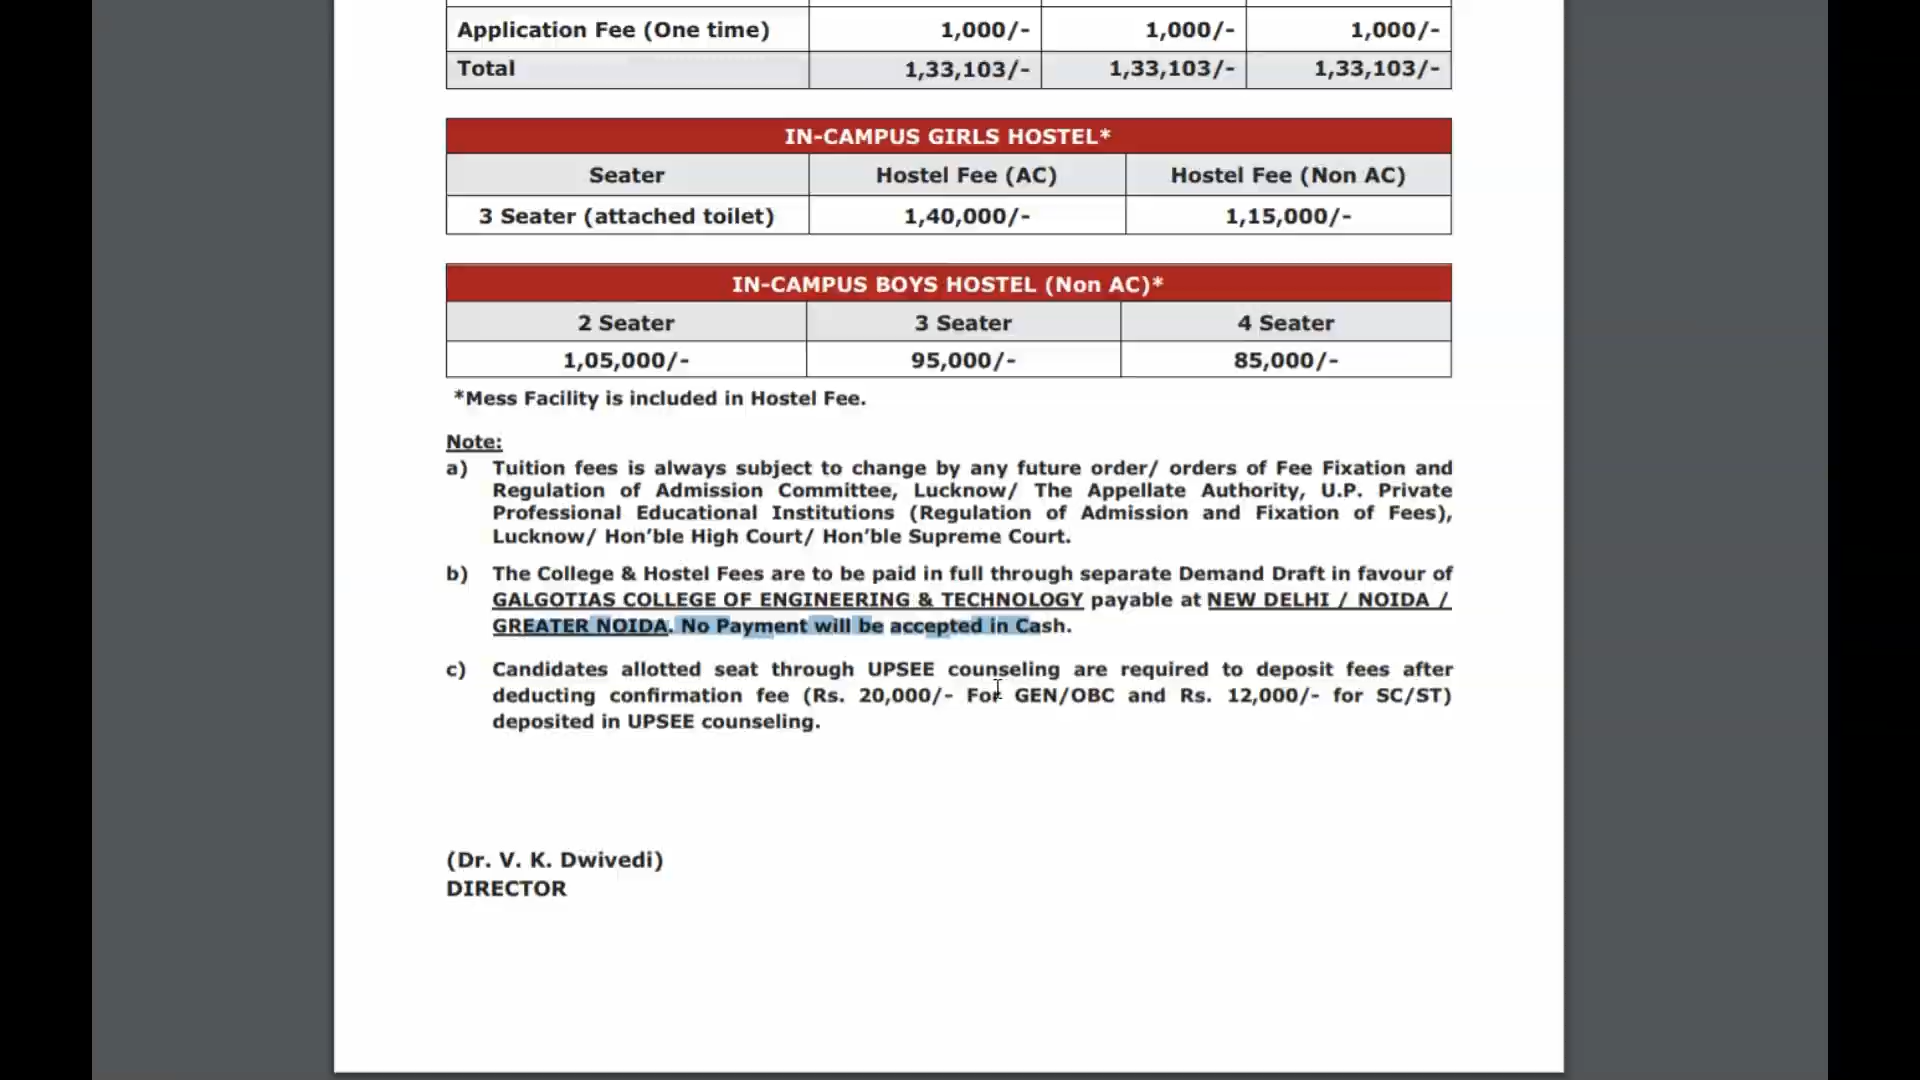 Application Fee (One time) 1,000/- 1,000/- 1,000/-
Total 1,33,103/- 1,33,103/- 1,33,103/-
IN-CAMPUS GIRLS HOSTEL*
Seater Hostel Fee (AC) Hostel Fee (Non AC)
3 Seater (attached toilet) 1,40,000/- 1,15,000/-
IN-CAMPUS BOYS HOSTEL (Non AC)*
2 Seater 3 Seater 4 Seater
1,05,000/- 95,000/- 85,000/-
*Mess Facility is included in Hostel Fee.
Note:
a) Tuition fees is always subject to change by any future order/ orders of Fee Fixation and
Regulation of Admission Committee, Lucknow/ The Appellate Authority, U.P. Private
Professional Educational Institutions (Regulation of Admission and Fixation of Fees),
Lucknow/ Hon’ble High Court/ Hon’ble Supreme Court.
b) The College & Hostel Fees are to be paid in full through separate Demand Draft in favour of
GALGOTIAS COLLEGE OF ENGINEERING & TECHNOLOGY payable at NEW DELHI / NOIDA /
GREATER NOIDA. No Payment will be accepted in Cash.
c) Candidates allotted seat through UPSEE counseling are required to deposit fees after
deducting confirmation fee (Rs. 20,000/- For GEN/OBC and Rs. 12,000/- for SC/ST)
deposited in UPSEE counseling.
(Dr. V. K. Dwivedi)
DIRECTOR